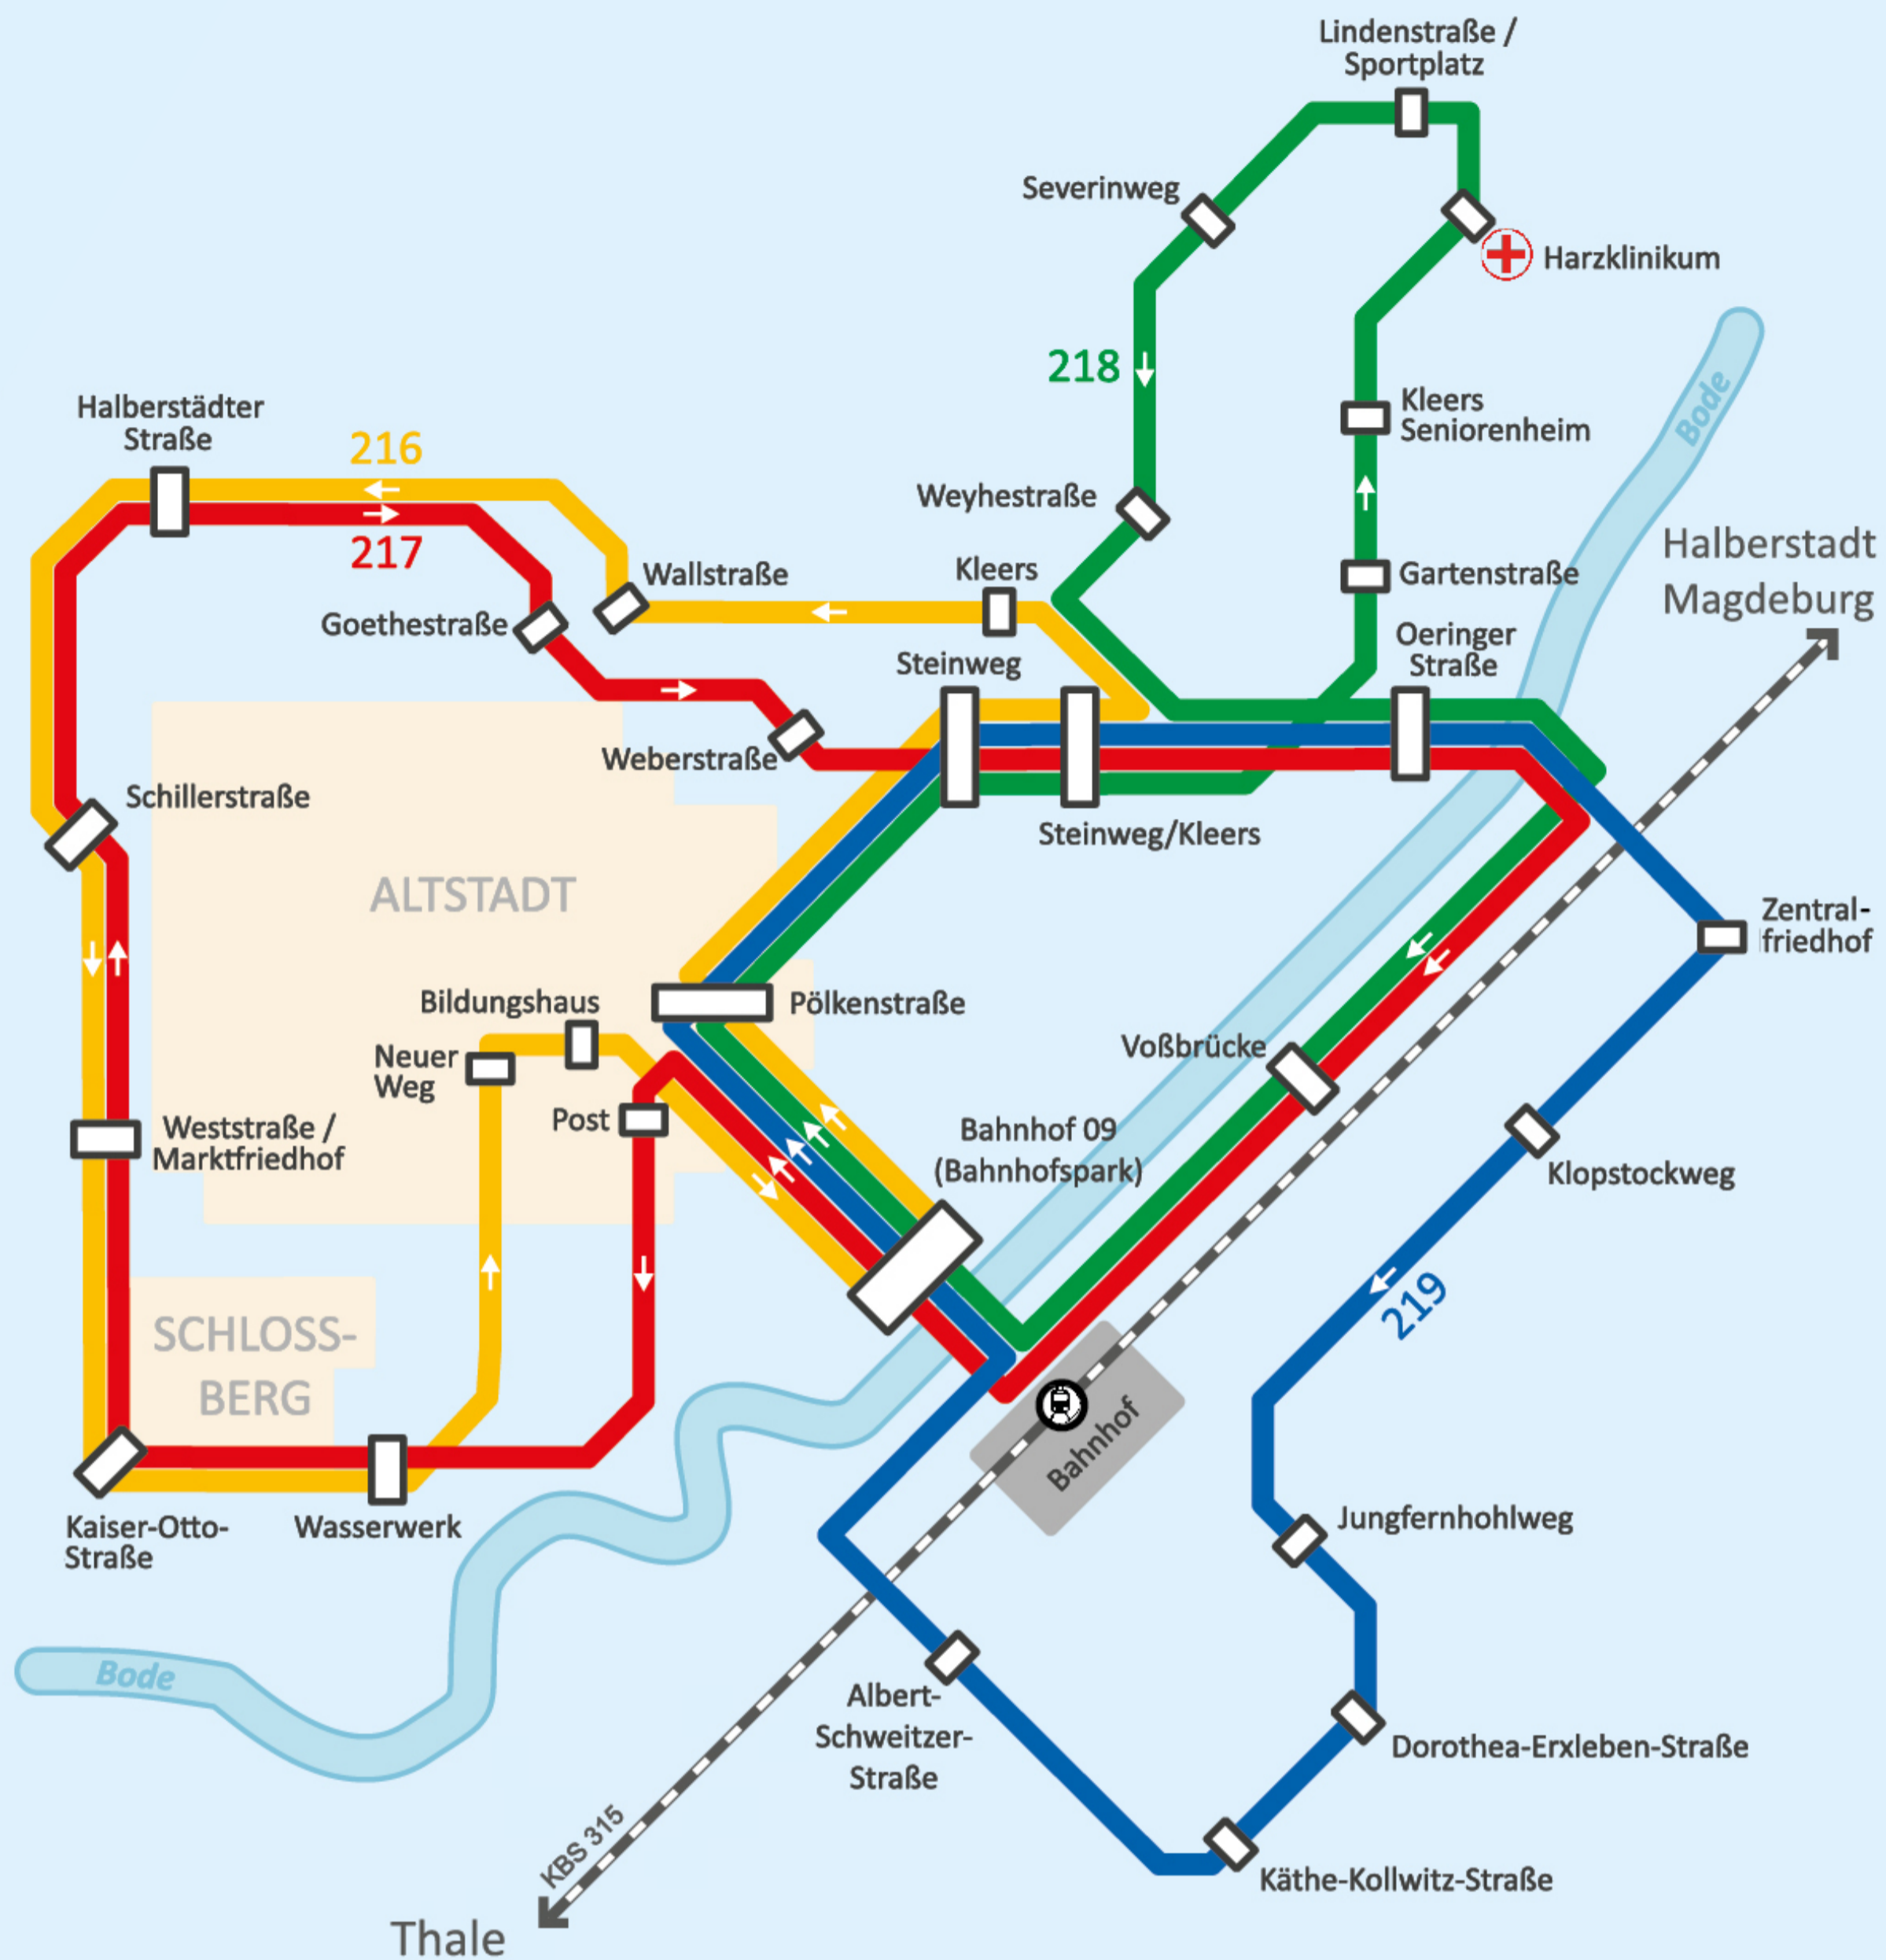 Lindenstraße /
Sportplatz
Severinweg
Harzklinikum
218
Bode
Kleers
Seniorenheim
Halberstädter
Straße
216
217
Weyhestraße
Halberstadt
Magdeburg
Wallstraße
Kleers
Gartenstraße
Goethestraße
Oeringer
Straße
Steinweg
Weberstraße
Schillerstraße
Steinweg/Kleers
ALTSTADT
Zentral-
friedhof
Bildungshaus
Pölkenstraße
Neuer
Weg
Voßbrücke
Post
Weststraße /
Marktfriedhof
Bahnhof 09
(Bahnhofspark)
Klopstockweg
219
SCHLOSS-
BERG
Bahnhof
Kaiser-Otto-
Straße
Wasserwerk
Jungfernhohlweg
Bode
Albert-
Schweitzer-
Straße
Dorothea-Erxleben-Straße
KBS 315
Käthe-Kollwitz-Straße
Thale